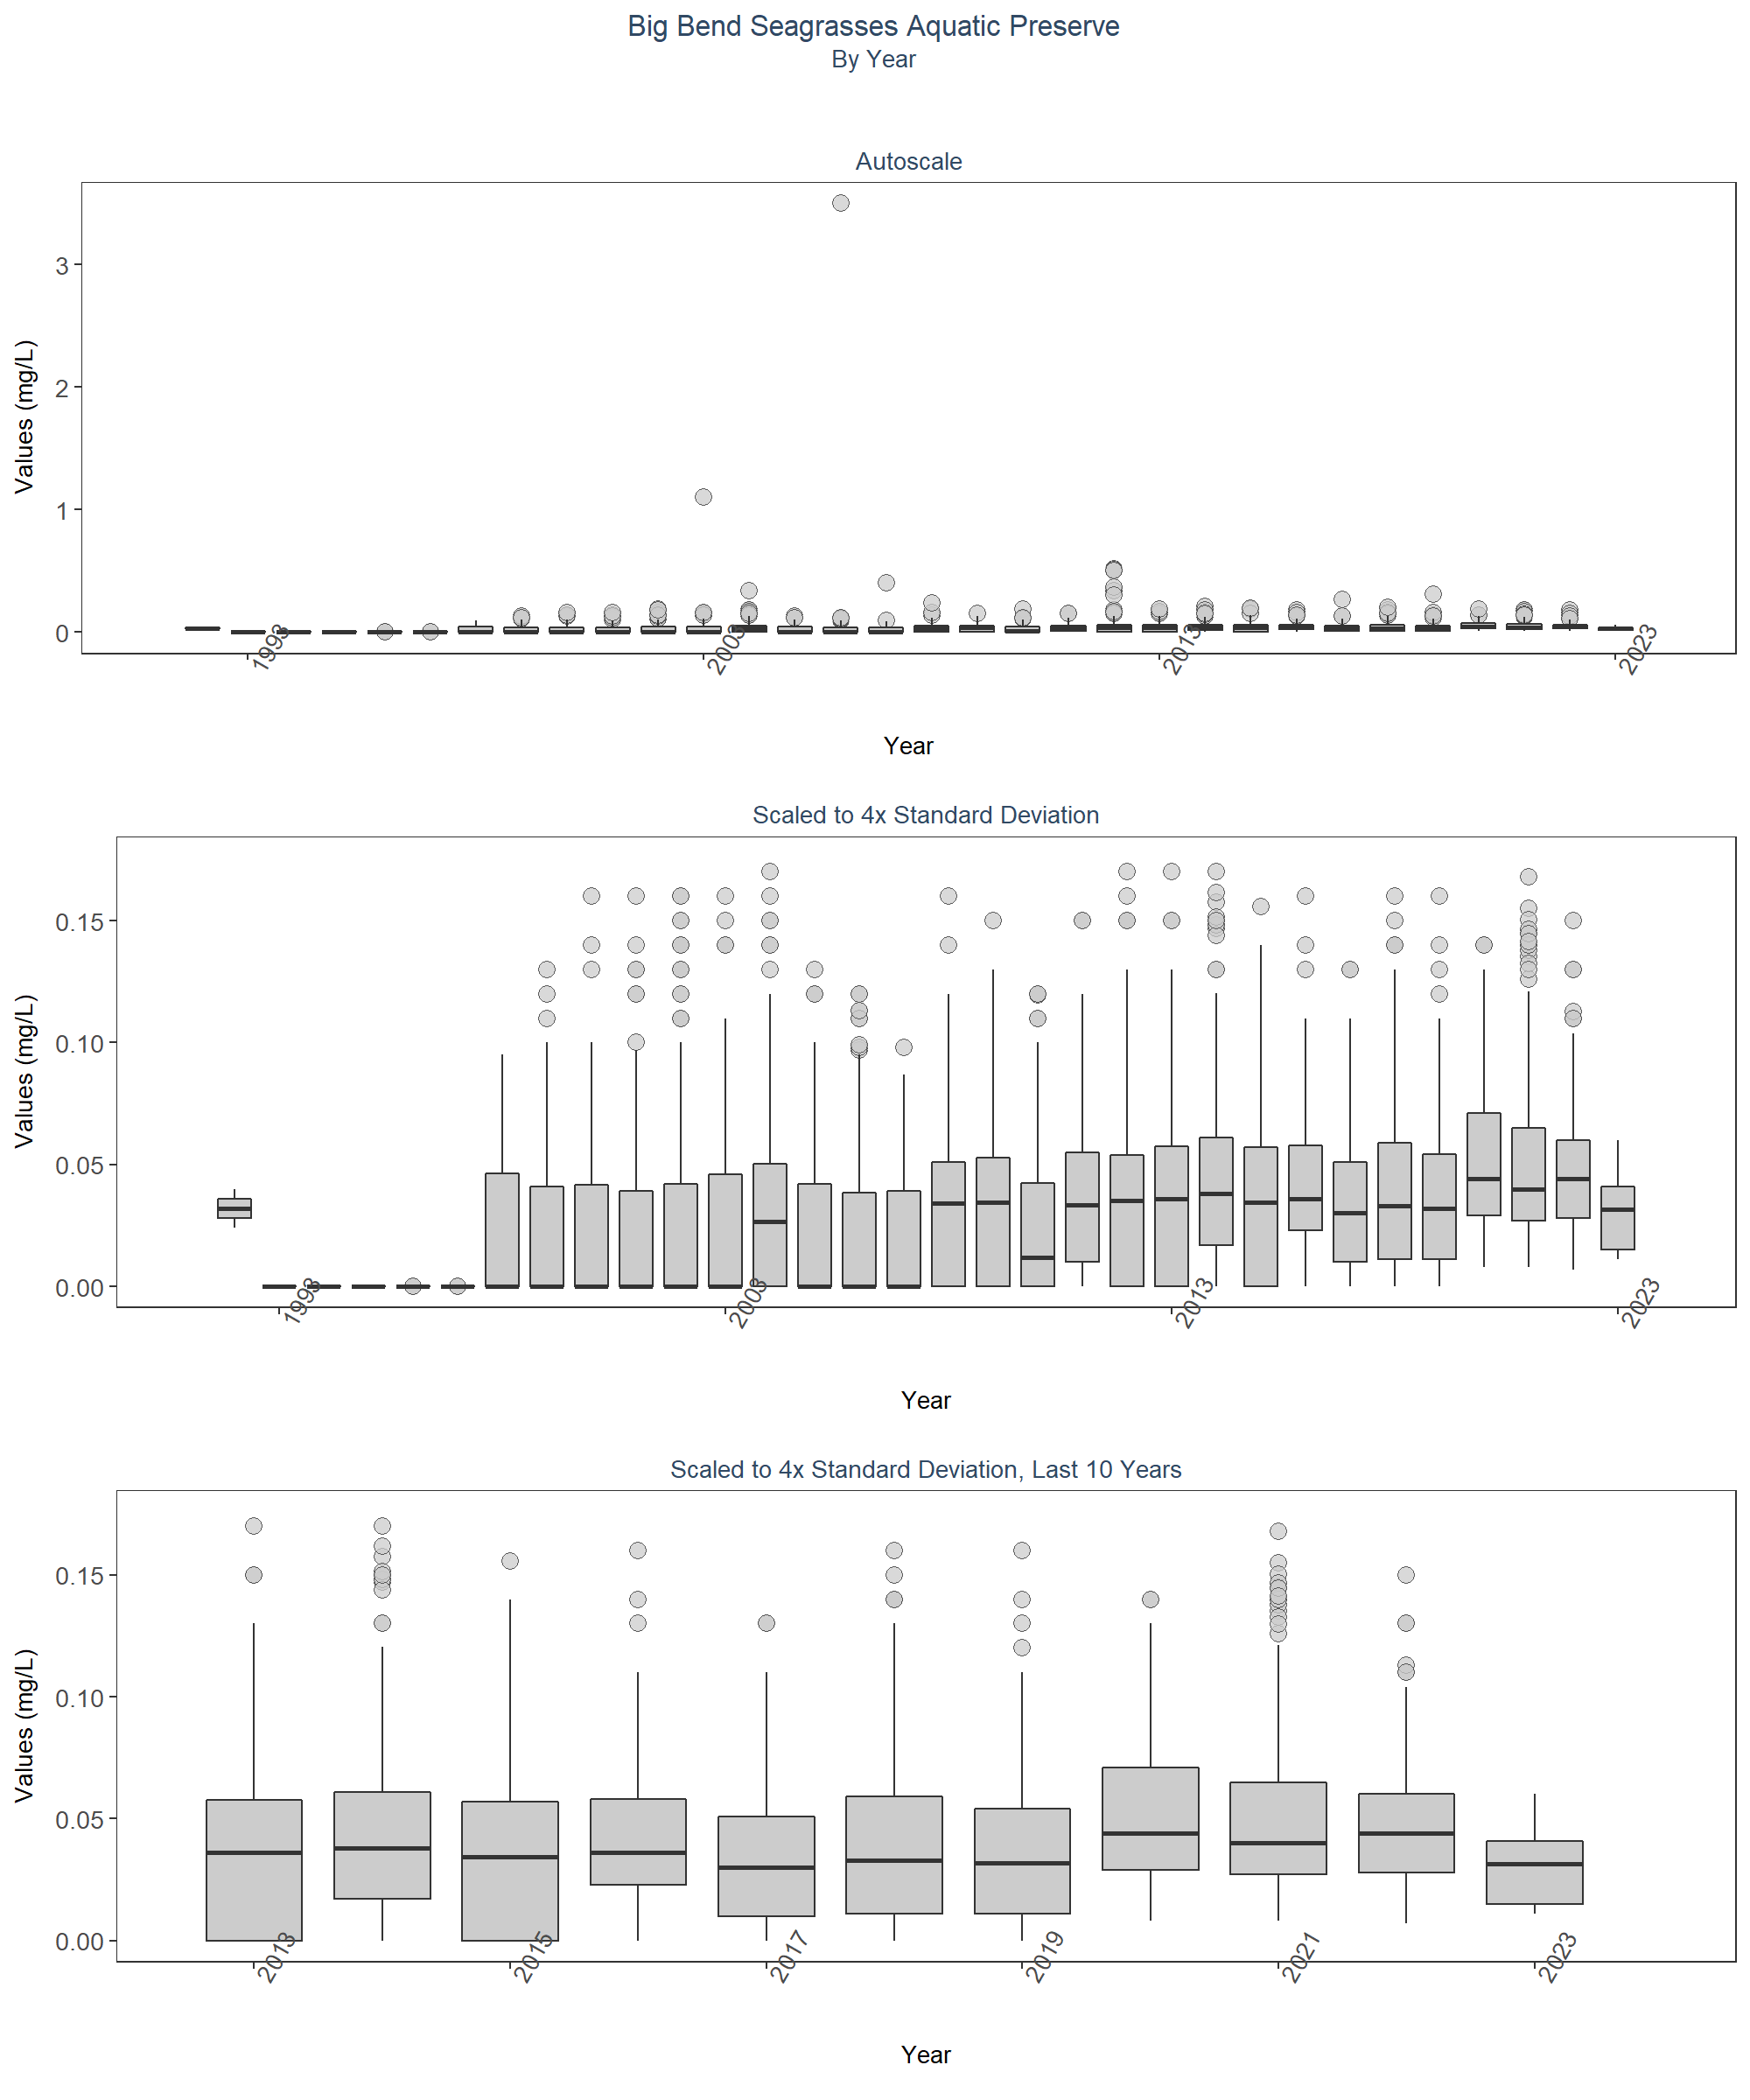 Big Bend Seagrasses Aquatic Preserve
By Year
Autoscale
Values (mg/L)
3
2
1
0
1993
2003
2013
2023
Year
Scaled to 4x Standard Deviation
Values (mg/L)
0.15
0.10
0.05
0.00
1993
2003
2013
2023
Year
Scaled to 4x Standard Deviation, Last 10 Years
Values (mg/L)
0.15
0.10
0.05
0.00
2013
2015
2017
2019
2021
2023
Year